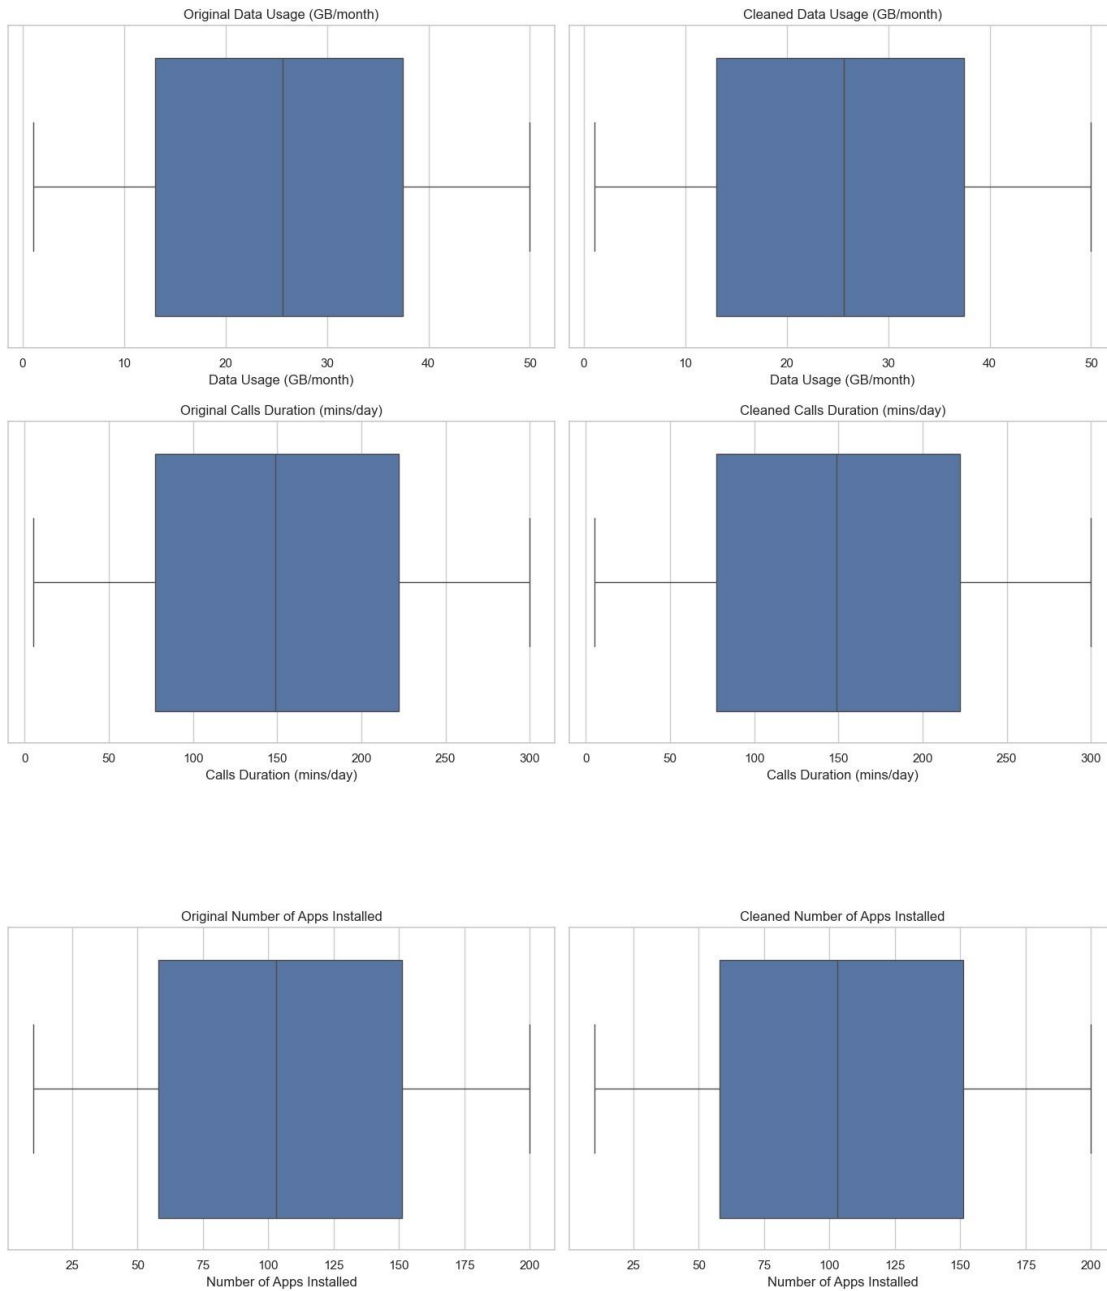 Original Data Usage (GB/month)
Cleaned Data Usage (GB/month)
0 10 20 30 40 50
0 10 20 30 40 50
Data Usage (GB/month)
Data Usage (GB/month)
Original Calls Duration (mins/day)
Cleaned Calls Duration (mins/day)
0 50 100 150 200 250 300
0 50 100 150 200 250 300
Calls Duration (mins/day)
Calls Duration (mins/day)
Original Number of Apps Installed
Cleaned Number of Apps Installed
25 50 75 100 125 150 175 200
25 50 75 100 125 150 175 200
Number of Apps Installed
Number of Apps Installed